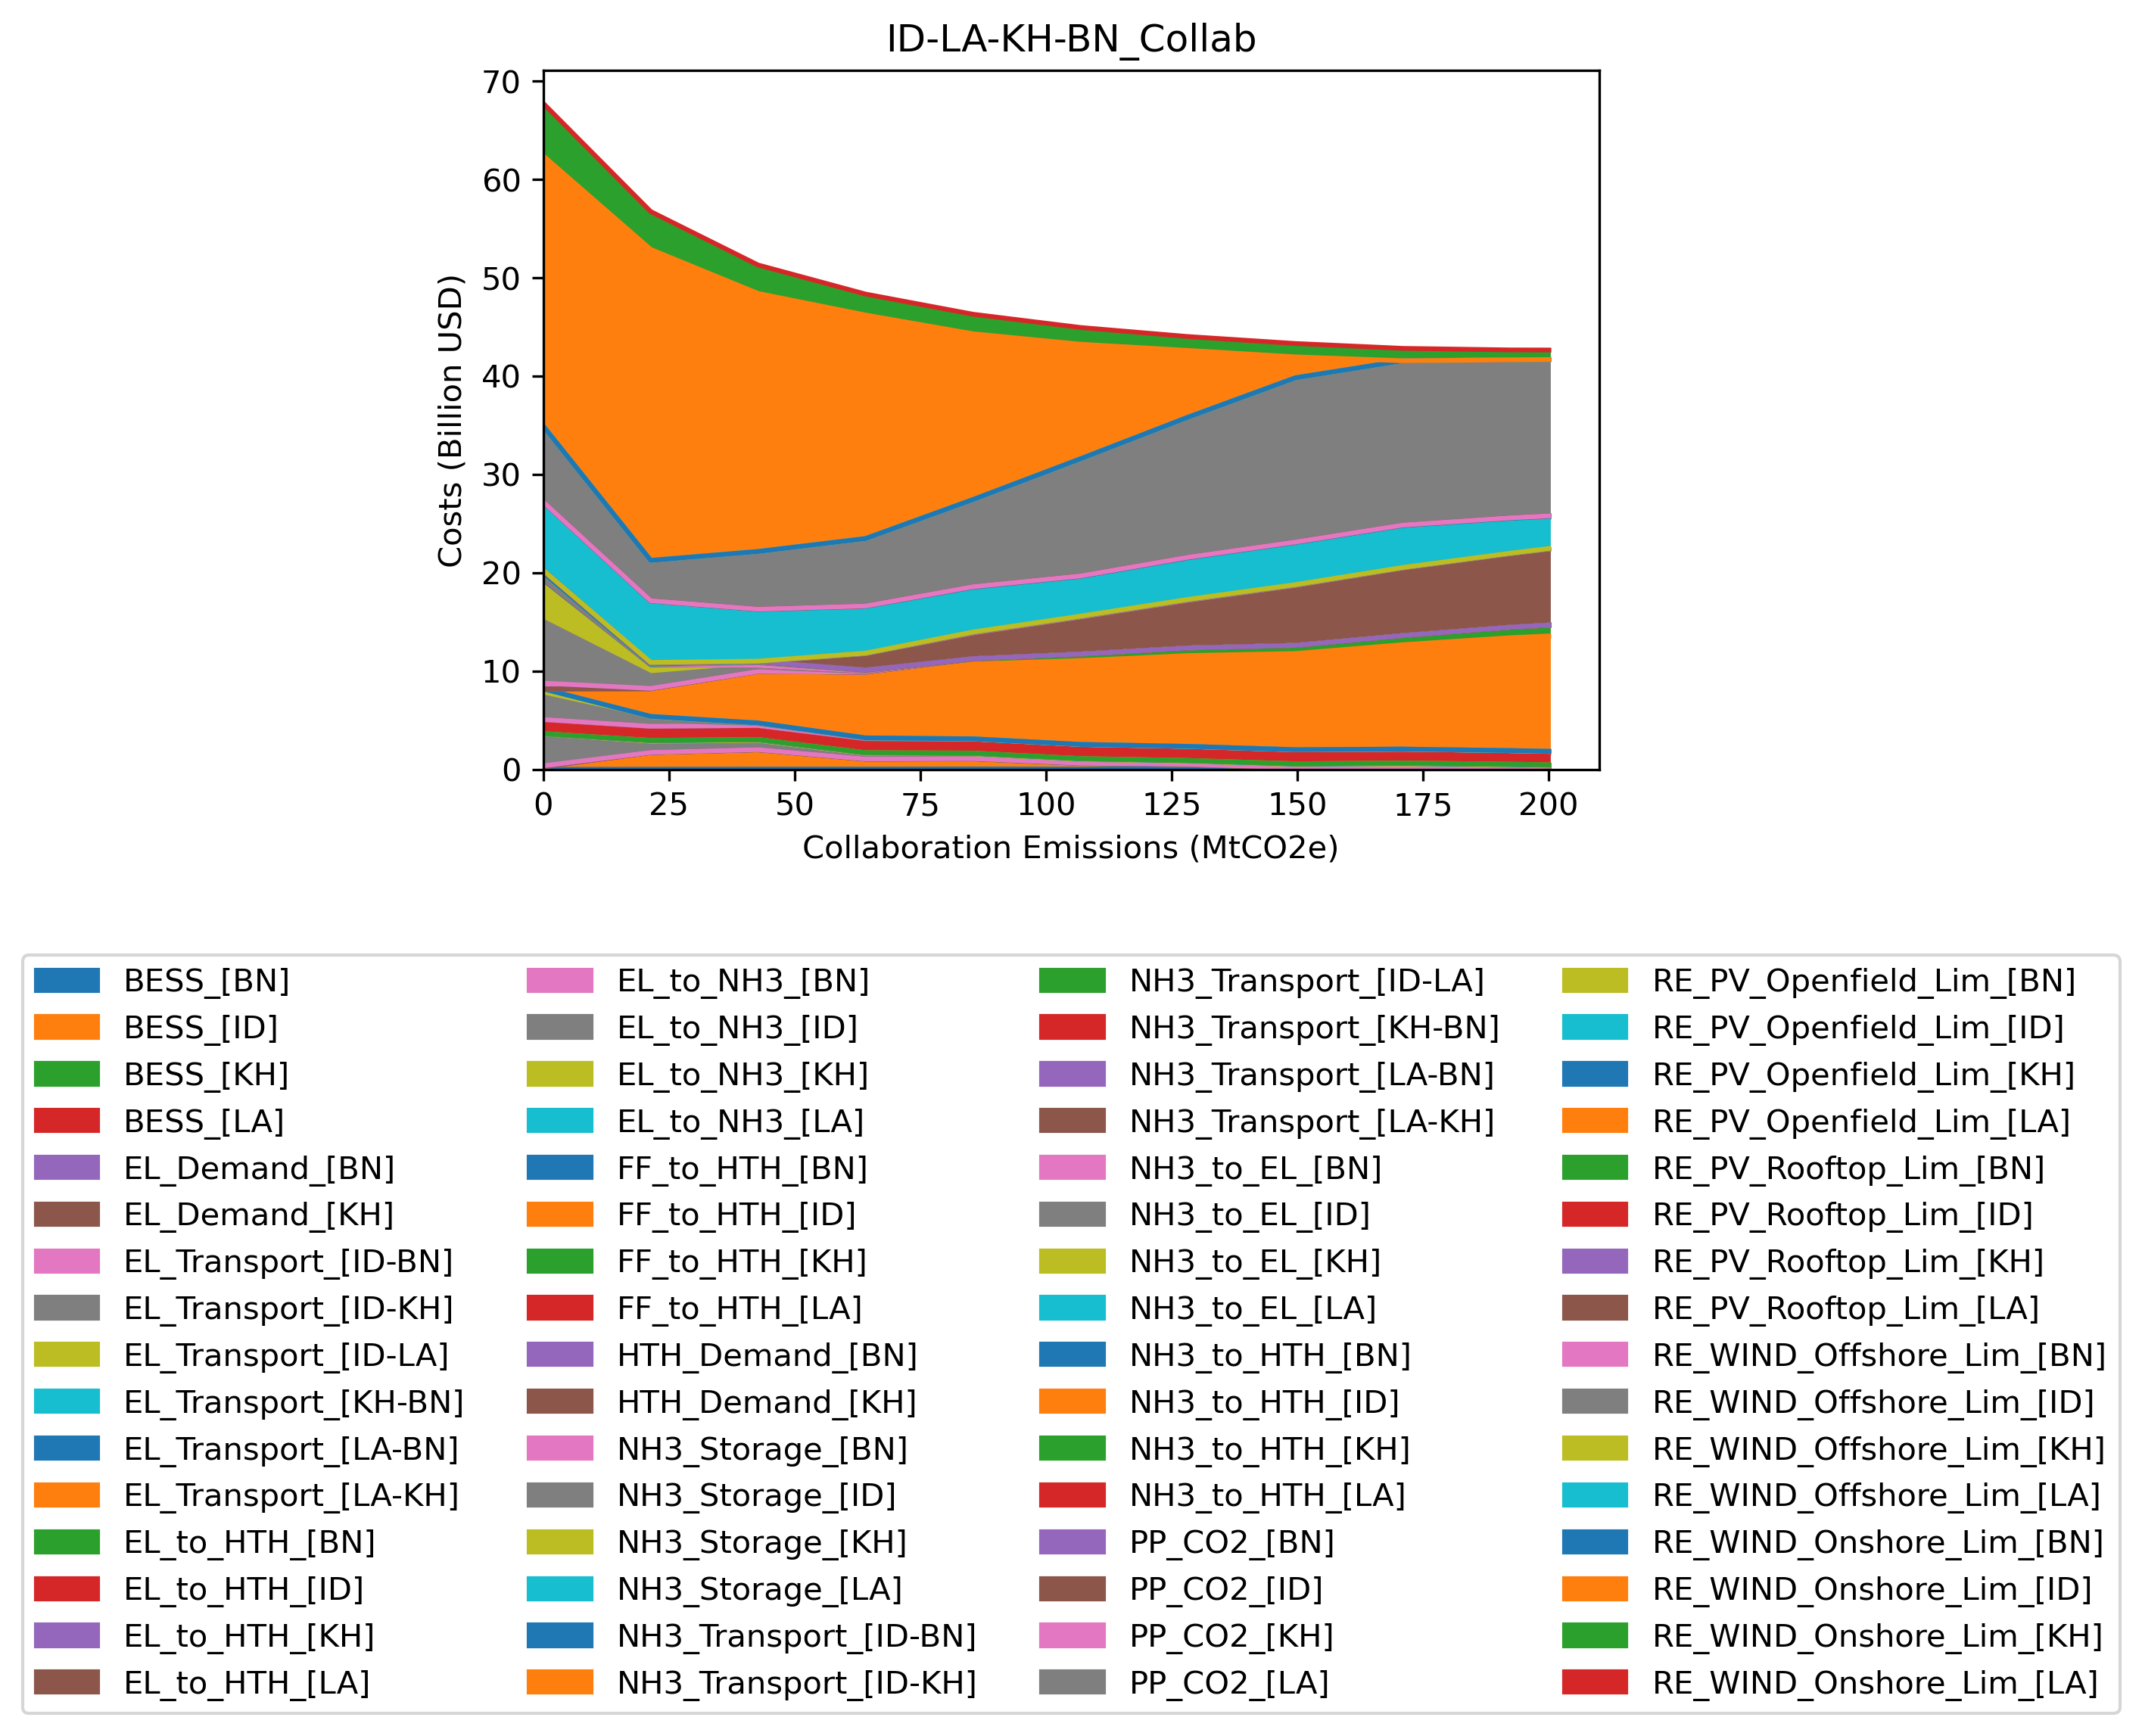 ID-LA-KH-BN_Collab
70
60
50
40
30
20
10
0
Costs (Billion USD)
0 25 50 75 100 125 150 175 200
Collaboration Emissions (MtCO2e)
BESS_[BN]
BESS_[ID]
BESS_[KH]
BESS_[LA]
EL_Demand_[BN]
EL_Demand_[KH]
EL_Transport_[ID-BN]
EL_Transport_[ID-KH]
EL_Transport_[ID-LA]
EL_Transport_[KH-BN]
EL_Transport_[LA-BN]
EL_Transport_[LA-KH]
EL_to_HTH_[BN]
EL_to_HTH_[ID]
EL_to_HTH_[KH]
EL_to_HTH_[LA]
EL_to_NH3_[BN]
EL_to_NH3_[ID]
EL_to_NH3_[KH]
EL_to_NH3_[LA]
FF_to_HTH_[BN]
FF_to_HTH_[ID]
FF_to_HTH_[KH]
FF_to_HTH_[LA]
HTH_Demand_[BN]
HTH_Demand_[KH]
NH3_Storage_[BN]
NH3_Storage_[ID]
NH3_Storage_[KH]
NH3_Storage_[LA]
NH3_Transport_[ID-BN]
NH3_Transport_[ID-KH]
NH3_Transport_[ID-LA]
NH3_Transport_[KH-BN]
NH3_Transport_[LA-BN]
NH3_Transport_[LA-KH]
NH3_to_EL_[BN]
NH3_to_EL_[ID]
NH3_to_EL_[KH]
NH3_to_EL_[LA]
NH3_to_HTH_[BN]
NH3_to_HTH_[ID]
NH3_to_HTH_[KH]
NH3_to_HTH_[LA]
PP_CO2_[BN]
PP_CO2_[ID]
PP_CO2_[KH]
PP_CO2_[LA]
RE_PV_Openfield_Lim_[BN]
RE_PV_Openfield_Lim_[ID]
RE_PV_Openfield_Lim_[KH]
RE_PV_Openfield_Lim_[LA]
RE_PV_Rooftop_Lim_[BN]
RE_PV_Rooftop_Lim_[ID]
RE_PV_Rooftop_Lim_[KH]
RE_PV_Rooftop_Lim_[LA]
RE_WIND_Offshore_Lim_[BN]
RE_WIND_Offshore_Lim_[ID]
RE_WIND_Offshore_Lim_[KH]
RE_WIND_Offshore_Lim_[LA]
RE_WIND_Onshore_Lim_[BN]
RE_WIND_Onshore_Lim_[ID]
RE_WIND_Onshore_Lim_[KH]
RE_WIND_Onshore_Lim_[LA]